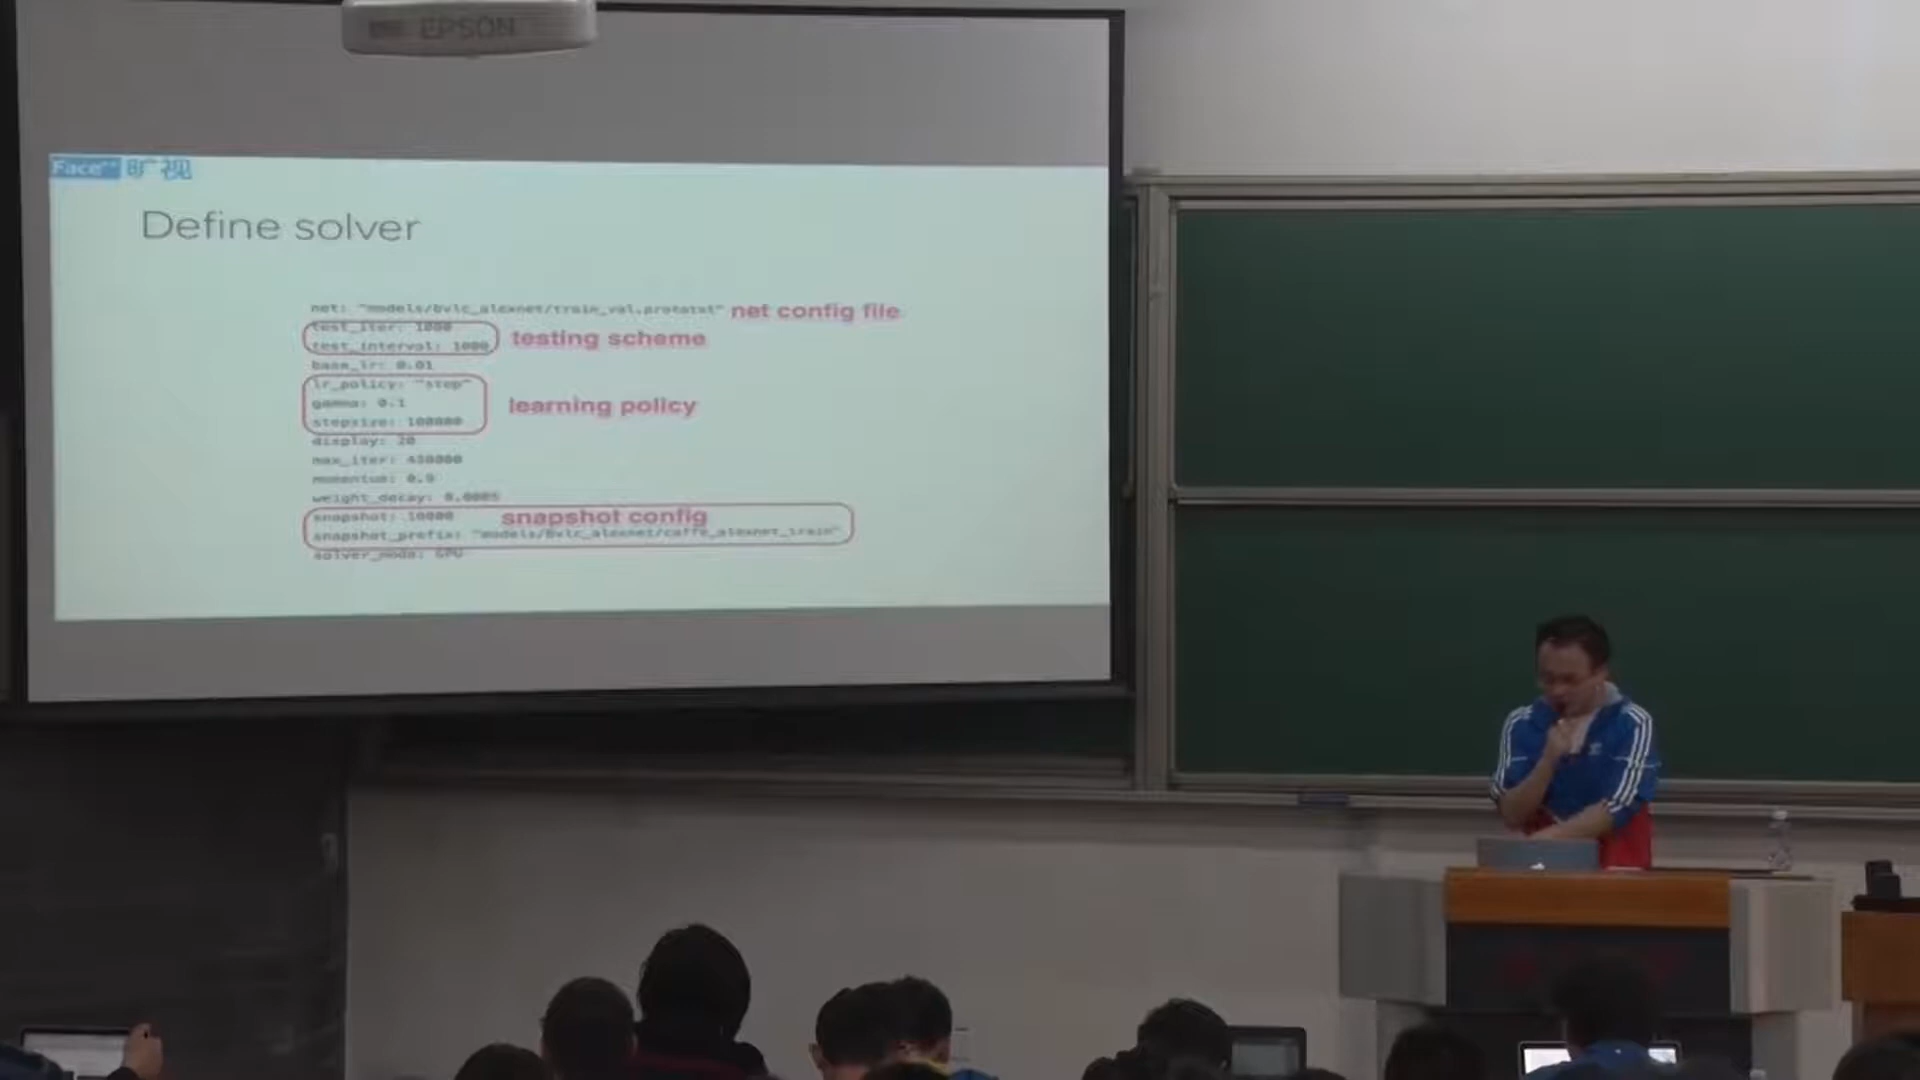 EPSON
Face++ 旷视
Define solver
net: "models/bvlc_alexnet/train_val.prototxt" net config file
test_iter: 1000
test_interval: 1000 testing scheme
base_lr: 0.01
lr_policy: "step"
gamma: 0.1 learning policy
stepsize: 100000
display: 20
max_iter: 450000
momentum: 0.9
weight_decay: 0.0005
snapshot: 10000 snapshot config
snapshot_prefix: "models/bvlc_alexnet/caffe_alexnet_train"
solver_mode: GPU